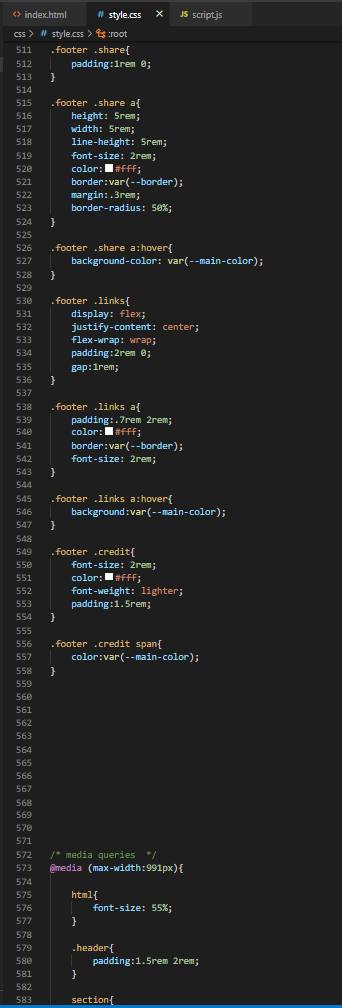 index.html style.css script.js
css > style.css > :root
511 .footer .share{
512 padding:1rem 0;
513 }
514
515 .footer .share a{
516 height: 5rem;
517 width: 5rem;
518 line-height: 5rem;
519 font-size: 2rem;
520 color:#fff;
521 border:var(--border);
522 margin:.3rem;
523 border-radius: 50%;
524 }
525
526 .footer .share a:hover{
527 background-color: var(--main-color);
528 }
529
530 .footer .links{
531 display: flex;
532 justify-content: center;
533 flex-wrap: wrap;
534 padding:2rem 0;
535 gap:1rem;
536 }
537
538 .footer .links a{
539 padding:.7rem 2rem;
540 color:#fff;
541 border:var(--border);
542 font-size: 2rem;
543 }
544
545 .footer .links a:hover{
546 background:var(--main-color);
547 }
548
549 .footer .credit{
550 font-size: 2rem;
551 color:#fff;
552 font-weight: lighter;
553 padding:1.5rem;
554 }
555
556 .footer .credit span{
557 color:var(--main-color);
558 }
559
560
561
562
563
564
565
566
567
568
569
570
571
572 /* media queries  */
573 @media (max-width:991px){
574
575 html{
576 font-size: 55%;
577 }
578
579 .header{
580 padding:1.5rem 2rem;
581 }
582
583 section{